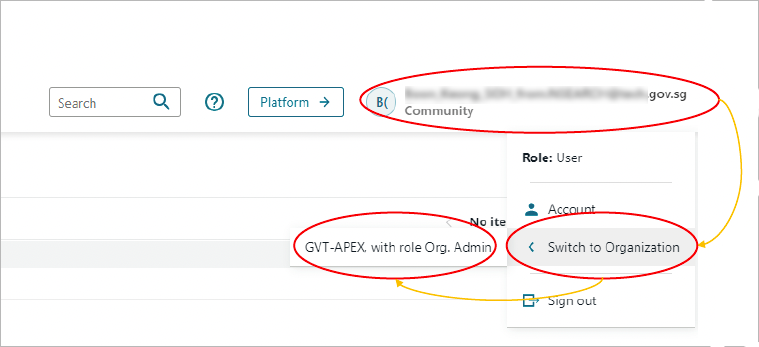 Search
Platform →
B(
gov.sg
Community
Role: User
Account
No ite
GVT-APEX, with role Org. Admin
Switch to Organization
Sign out